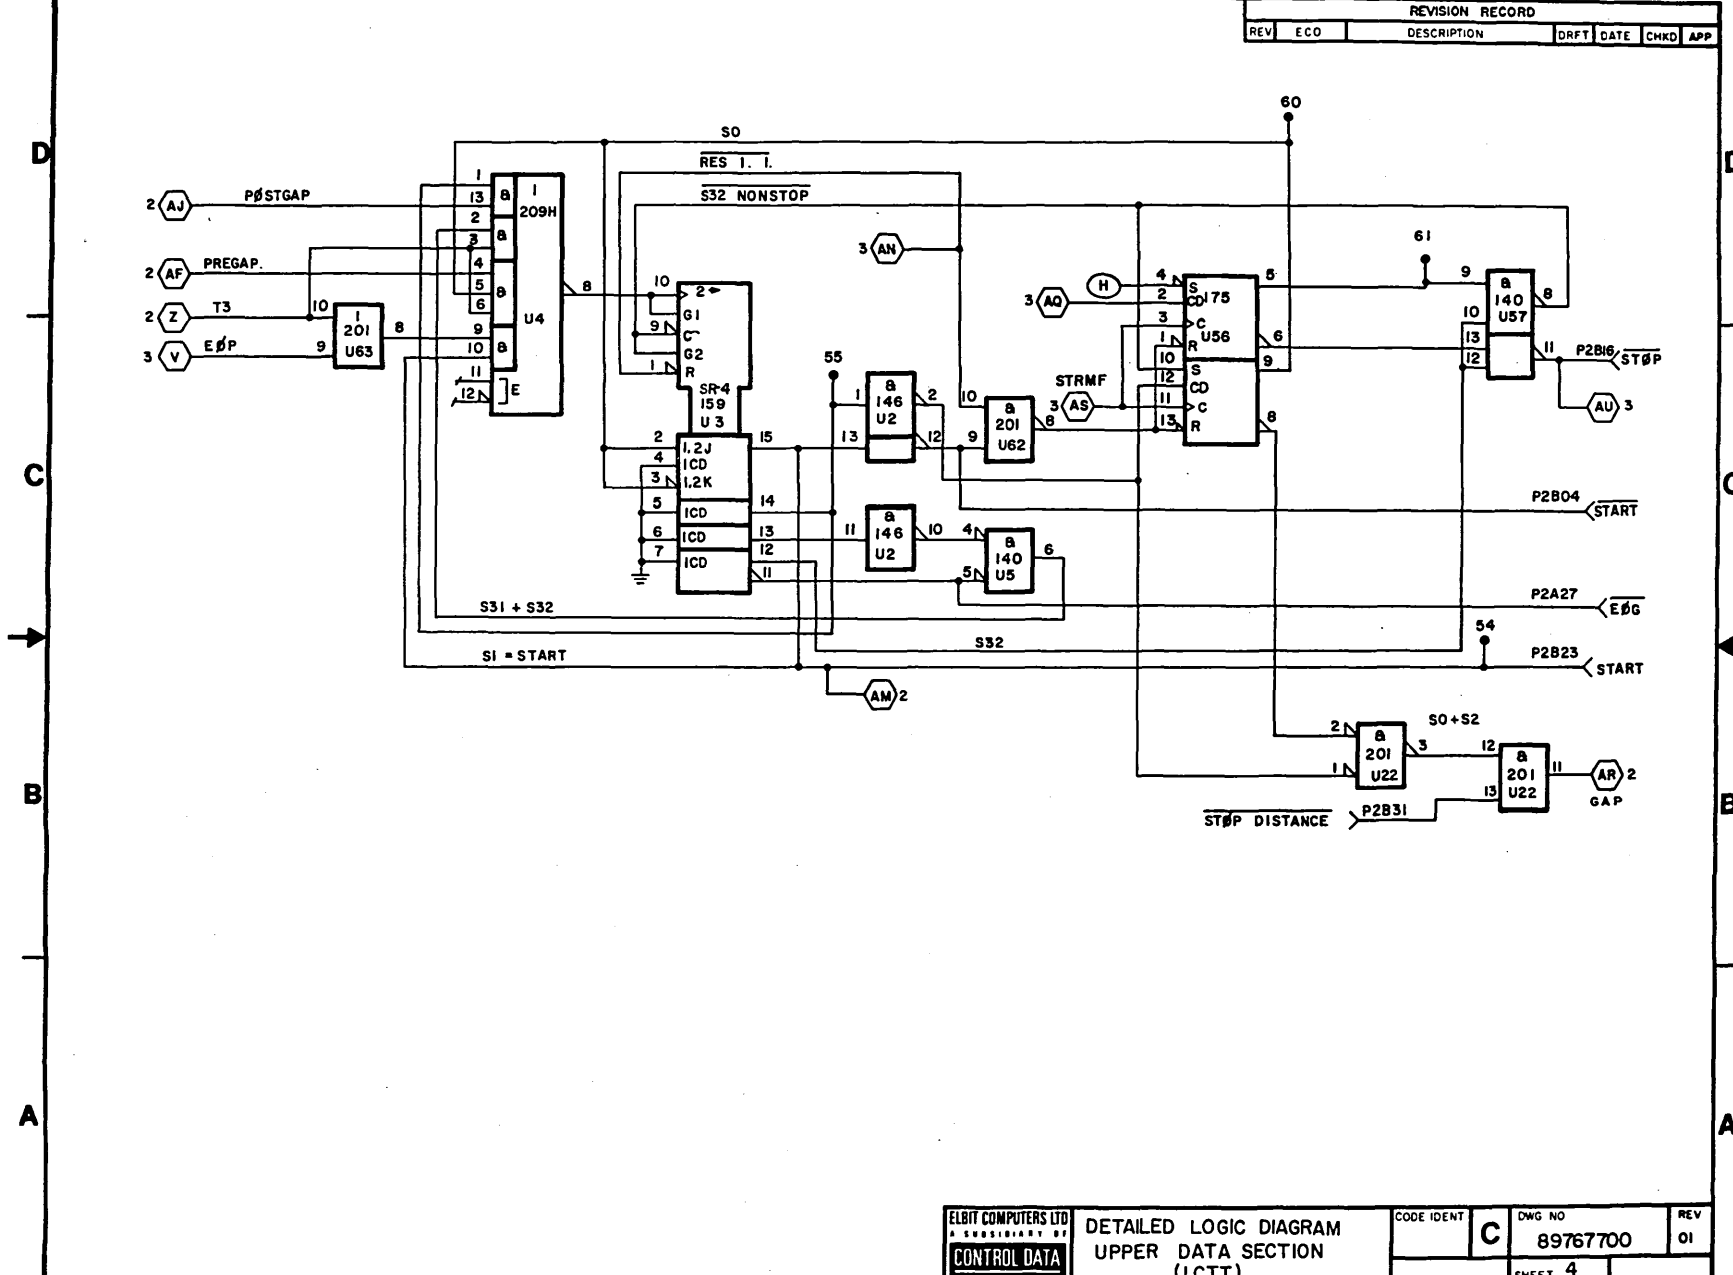 REVISION RECORD
REV ECO DESCRIPTION DRFT DATE CHKD APP
60
D
S0
RES 1. 1.
S32 NONSTOP
2 AJ PØSTGAP
1
13
2
3
4
5
6
9
10
11
12
&
&
&
&
E
1
209H
U4
8
2 AF PREGAP.
2 Z T3 10
3 V EØP 9
1
201
U63
8
3 AN
61
H
3 AQ
STRMF
3 AS
4
2
3
1
10
12
11
13
S
CD
C
R
S
CD
C
R
175
U56
5
6
9
8
9
10
13
12
&
140
U57
8
11
P2B16 STØP
AU 3
10
9
1
2
G1
C
G2
R
SR-4
159
U3
2
4
3
5
6
7
1,2J
1CD
1,2K
1CD
1CD
1CD
15
14
13
12
11
55
1
13
&
146
U2
2
12
10
9
&
201
U62
8
C
P2B04 START
11
&
146
U2
10
4
5
&
140
U5
6
P2A27 EØG
S31 + S32
S32
54
S1 = START
P2B23 START
AM 2
2
1
&
201
U22
3
S0+S2
12
13
&
201
U22
11
AR 2
GAP
STØP DISTANCE P2B31
B
A
ELBIT COMPUTERS LTD
A SUBSIDIARY OF
CONTROL DATA
DETAILED LOGIC DIAGRAM
UPPER DATA SECTION
(LCTT)
CODE IDENT
C
DWG NO
89767700
REV
01
SHEET 4